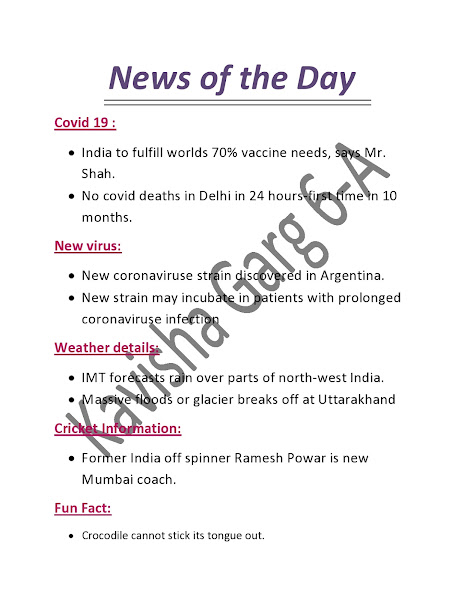 News of the Day
Covid 19 :
• India to fulfill worlds 70% vaccine needs, says Mr.
Shah.
• No covid deaths in Delhi in 24 hours-first time in 10
months.
New virus:
• New coronaviruse strain discovered in Argentina.
• New strain may incubate in patients with prolonged
coronaviruse infection
Weather details:
• IMT forecasts rain over parts of north-west India.
• Massive floods or glacier breaks off at Uttarakhand
Cricket Information:
• Former India off spinner Ramesh Powar is new
Mumbai coach.
Fun Fact:
• Crocodile cannot stick its tongue out.
Kavisha Garg 6-A